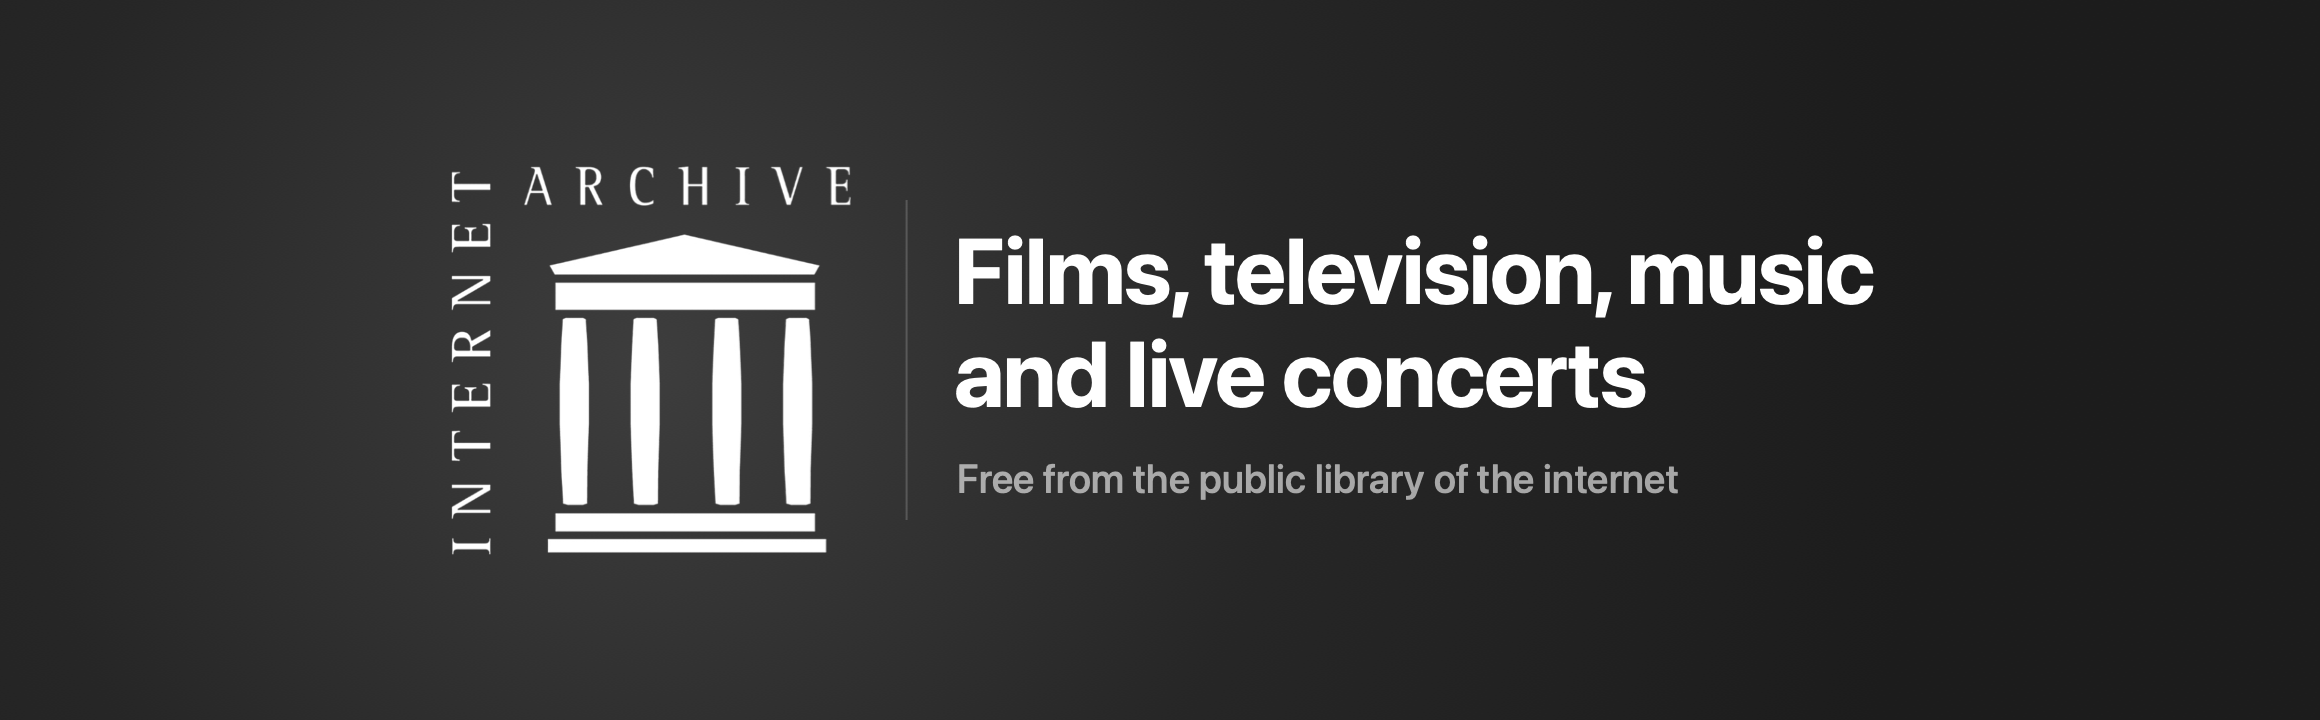 INTERNET
ARCHIVE
Films, television, music
and live concerts
Free from the public library of the internet